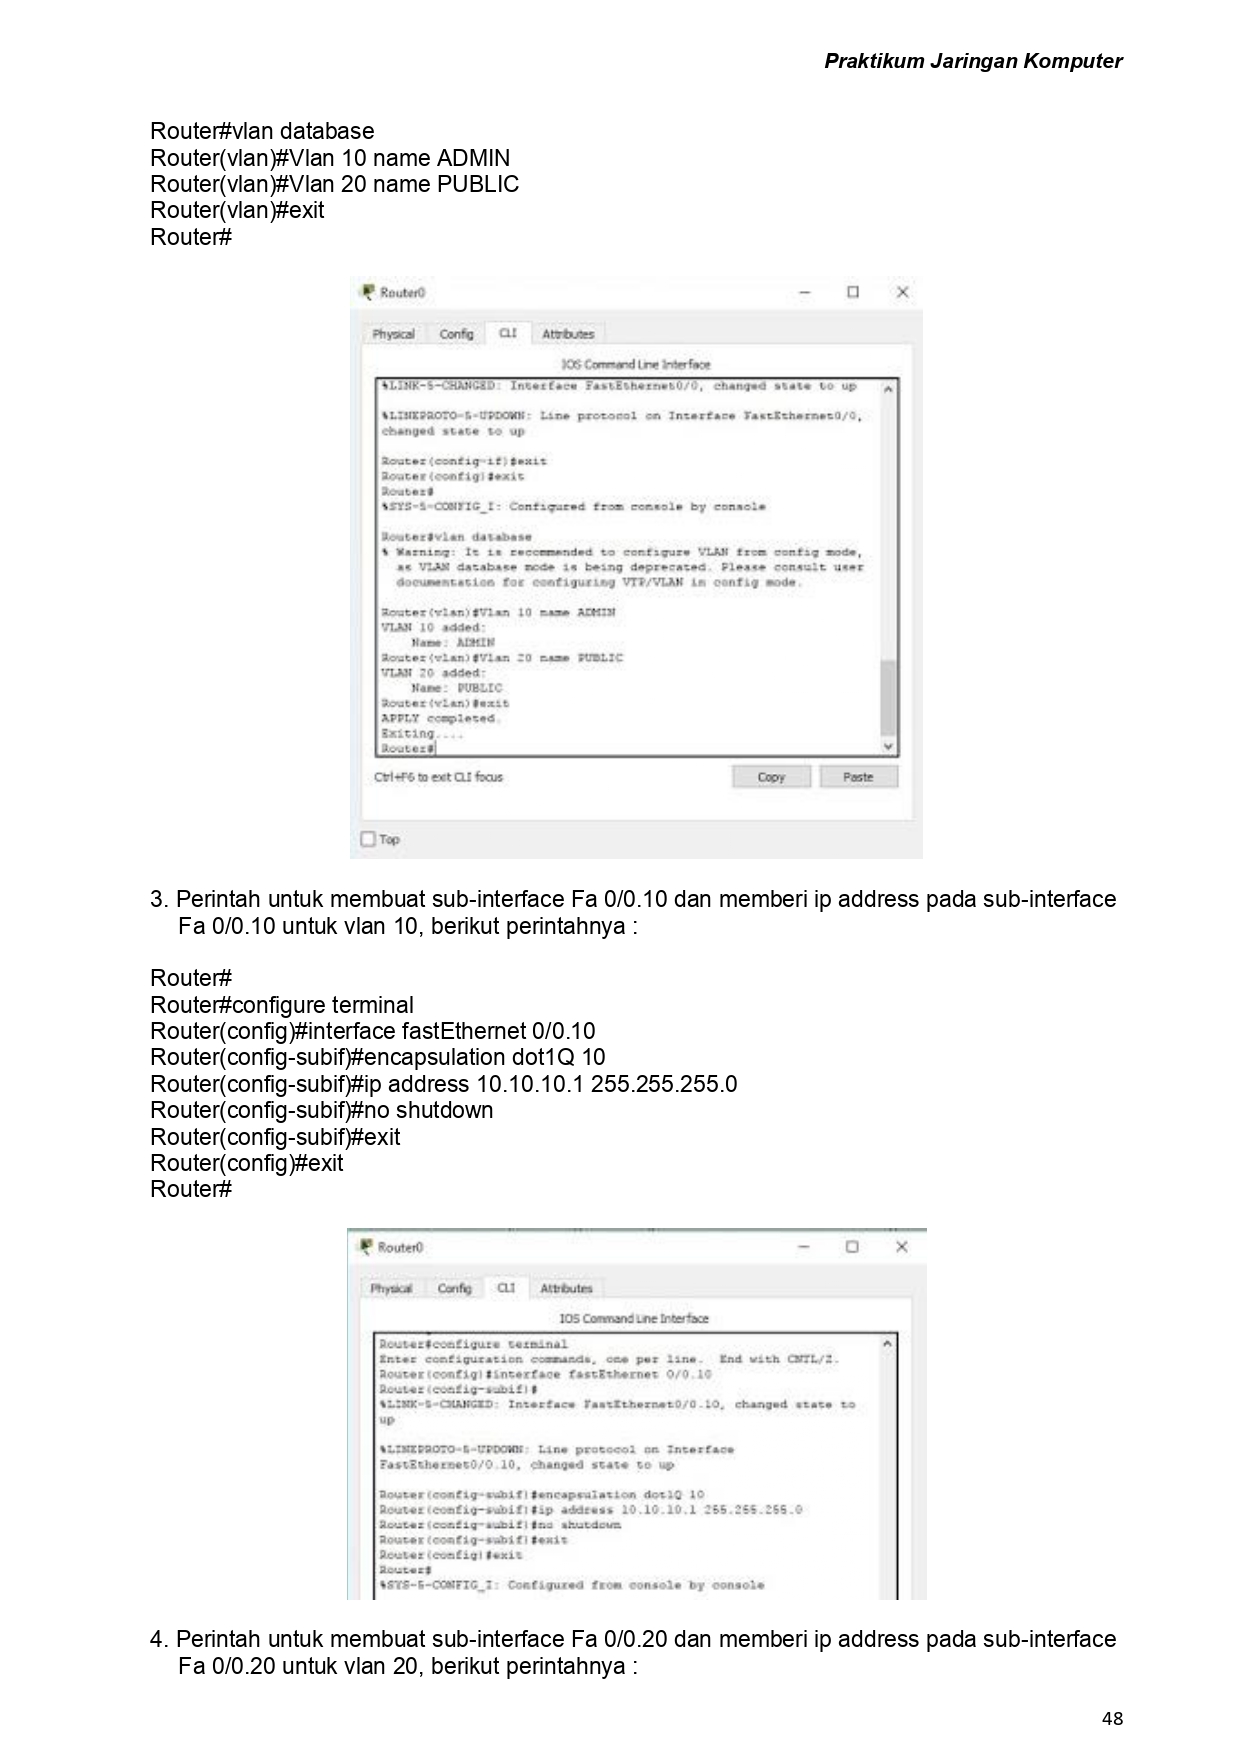 Praktikum Jaringan Komputer
Router#vlan database
Router(vlan)#Vlan 10 name ADMIN
Router(vlan)#Vlan 20 name PUBLIC
Router(vlan)#exit
Router#
Router0
Physical Config CLI Attributes
IOS Command Line Interface
%LINK-5-CHANGED: Interface FastEthernet0/0, changed state to up
%LINEPROTO-5-UPDOWN: Line protocol on Interface FastEthernet0/0,
changed state to up
Router(config-if)#exit
Router(config)#exit
Router#
%SYS-5-CONFIG_I: Configured from console by console
Router#vlan database
% Warning: It is recommended to configure VLAN from config mode,
as VLAN database mode is being deprecated. Please consult user
documentation for configuring VTP/VLAN in config mode.
Router(vlan)#Vlan 10 name ADMIN
VLAN 10 added:
Name: ADMIN
Router(vlan)#Vlan 20 name PUBLIC
VLAN 20 added:
Name: PUBLIC
Router(vlan)#exit
APPLY completed.
Exiting....
Router#
Ctrl+F6 to exit CLI focus Copy Paste
Top
3. Perintah untuk membuat sub-interface Fa 0/0.10 dan memberi ip address pada sub-interface
Fa 0/0.10 untuk vlan 10, berikut perintahnya :
Router#
Router#configure terminal
Router(config)#interface fastEthernet 0/0.10
Router(config-subif)#encapsulation dot1Q 10
Router(config-subif)#ip address 10.10.10.1 255.255.255.0
Router(config-subif)#no shutdown
Router(config-subif)#exit
Router(config)#exit
Router#
Router0
Physical Config CLI Attributes
IOS Command Line Interface
Router#configure terminal
Enter configuration commands, one per line. End with CNTL/Z.
Router(config)#interface fastEthernet 0/0.10
Router(config-subif)#
%LINK-5-CHANGED: Interface FastEthernet0/0.10, changed state to
up
%LINEPROTO-5-UPDOWN: Line protocol on Interface
FastEthernet0/0.10, changed state to up
Router(config-subif)#encapsulation dot1Q 10
Router(config-subif)#ip address 10.10.10.1 255.255.255.0
Router(config-subif)#no shutdown
Router(config-subif)#exit
Router(config)#exit
Router#
%SYS-5-CONFIG_I: Configured from console by console
4. Perintah untuk membuat sub-interface Fa 0/0.20 dan memberi ip address pada sub-interface
Fa 0/0.20 untuk vlan 20, berikut perintahnya :
48